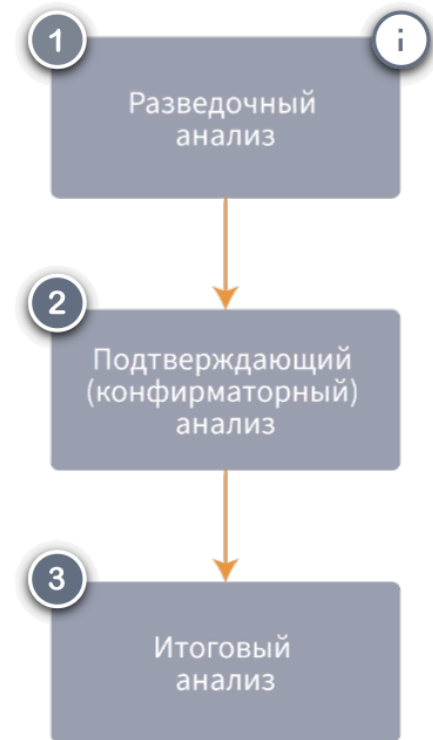 1
i
Разведочный
анализ
2
Подтверждающий
(конфирматорный)
анализ
3
Итоговый
анализ